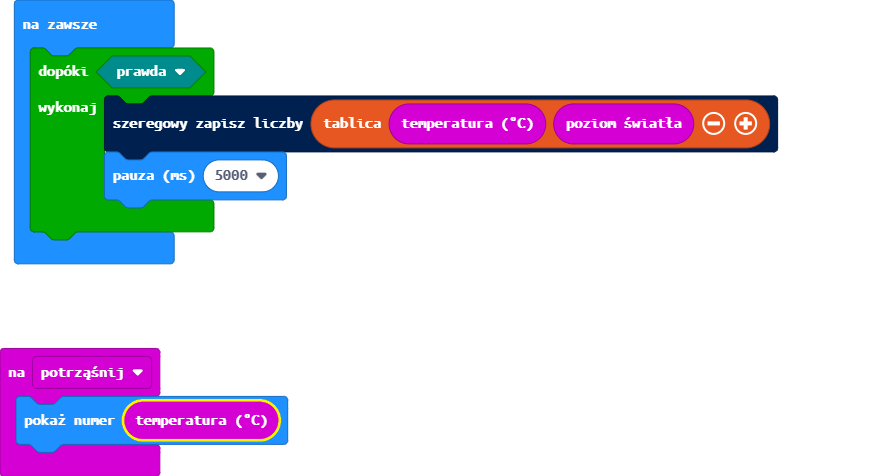 na zawsze
dopóki prawda
wykonaj
szeregowy zapisz liczby tablica temperatura (°C) poziom światła
pauza (ms) 5000
na potrząśnij
pokaż numer temperatura (°C)